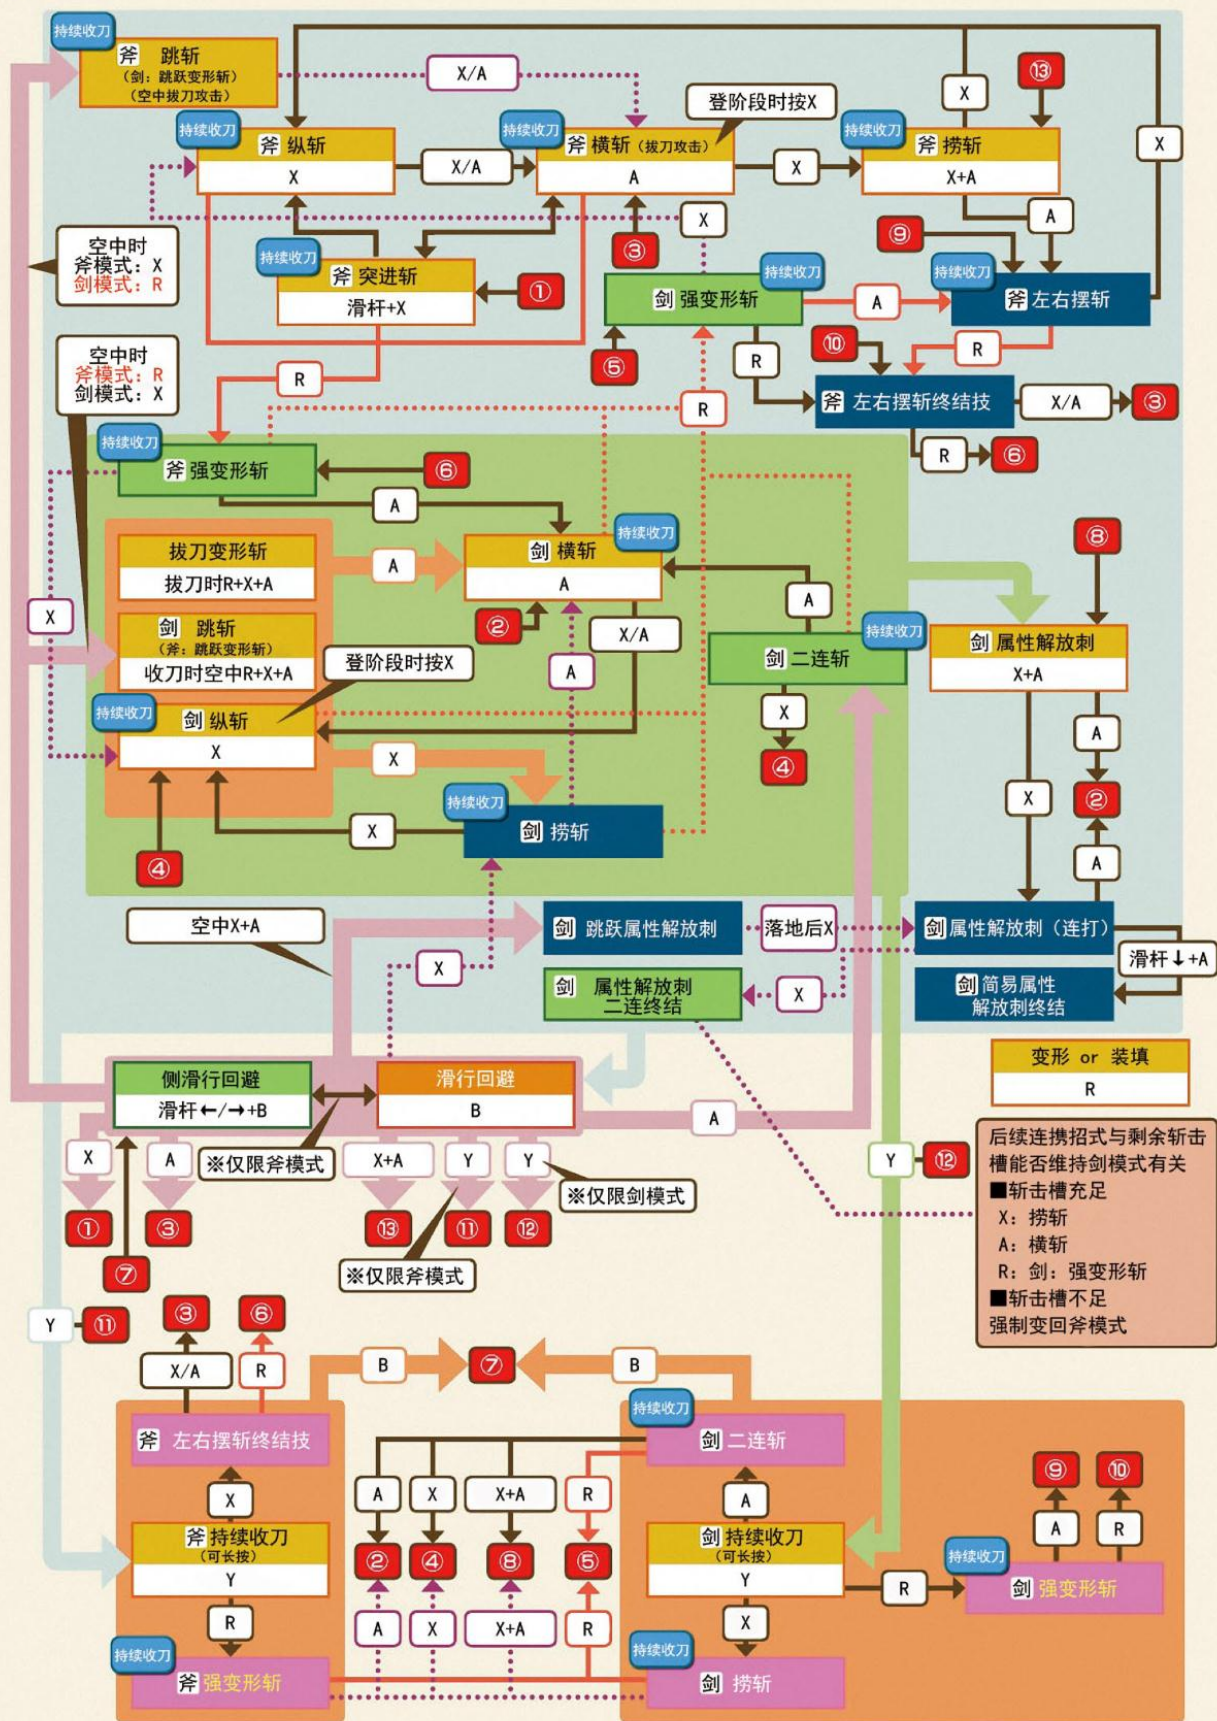 持续收刀
斧 跳斩
(剑: 跳跃变形斩)
(空中拔刀攻击)
X/A
登阶段时按X
X
⑬
持续收刀
斧 纵斩
X
X/A
持续收刀
斧 横斩 (拔刀攻击)
A
X
持续收刀
斧 捞斩
X+A
X
A
空中时
斧模式: X
剑模式: R
持续收刀
斧 突进斩
滑杆+X
①
③
X
⑨
剑 强变形斩
持续收刀
A
持续收刀
斧 左右摆斩
空中时
斧模式: R
剑模式: X
R
⑤
R
⑩
R
R
斧 左右摆斩终结技
X/A
③
R
⑥
持续收刀
斧 强变形斩
⑥
A
拔刀变形斩
拔刀时R+X+A
A
持续收刀
剑 横斩
A
⑧
X
剑 跳斩
(斧: 跳跃变形斩)
收刀时空中R+X+A
登阶段时按X
②
X/A
A
A
持续收刀
剑 二连斩
剑 属性解放刺
X+A
持续收刀
剑 纵斩
X
X
X
④
A
X
②
A
④
X
持续收刀
剑 捞斩
空中X+A
X
剑 跳跃属性解放刺
落地后X
剑 属性解放刺 (连打)
滑杆↓+A
剑 属性解放刺
二连终结
X
剑 简易属性
解放刺终结
侧滑行回避
滑杆←/→+B
滑行回避
B
A
变形 or 装填
R
X
A
※仅限斧模式
X+A
Y
Y
※仅限剑模式
Y
⑫
①
③
⑬
⑪
⑫
⑦
※仅限斧模式
后续连携招式与剩余斩击
槽能否维持剑模式有关
■斩击槽充足
X: 捞斩
A: 横斩
R: 剑: 强变形斩
■斩击槽不足
强制变回斧模式
Y
⑪
③
⑥
X/A
R
B
⑦
B
斧 左右摆斩终结技
持续收刀
剑 二连斩
X
A
X
X+A
R
A
⑨
⑩
斧 持续收刀
(可长按)
Y
②
④
⑧
⑤
剑 持续收刀
(可长按)
Y
A
R
R
持续收刀
剑 强变形斩
R
A
X
X+A
R
X
持续收刀
斧 强变形斩
持续收刀
剑 捞斩